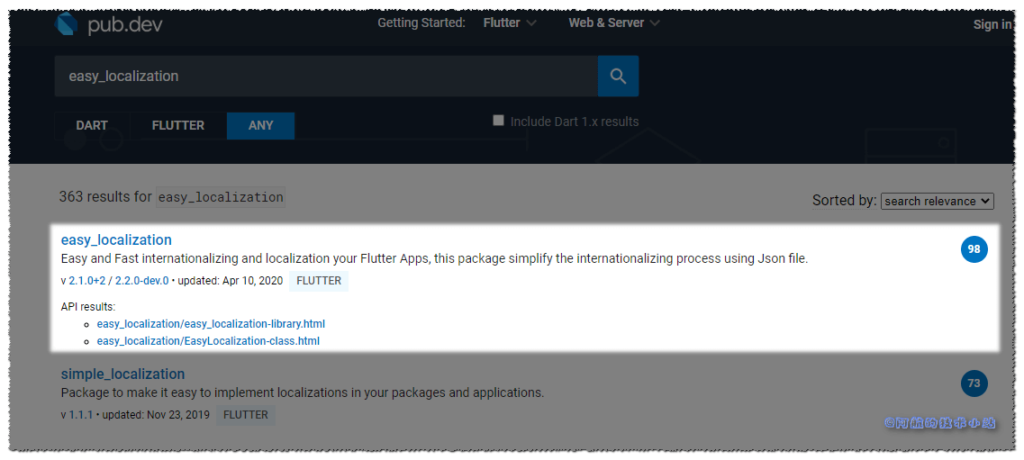 pub.dev
Getting Started: Flutter Web & Server Sign in
easy_localization
DART FLUTTER ANY Include Dart 1.x results
363 results for easy_localization
Sorted by: search relevance
easy_localization 98
Easy and Fast internationalizing and localization your Flutter Apps, this package simplify the internationalizing process using Json file.
v 2.1.0+2 / 2.2.0-dev.0 • updated: Apr 10, 2020 FLUTTER
API results:
easy_localization/easy_localization-library.html
easy_localization/EasyLocalization-class.html
simple_localization 73
Package to make it easy to implement localizations in your packages and applications.
v 1.1.1 • updated: Nov 23, 2019 FLUTTER